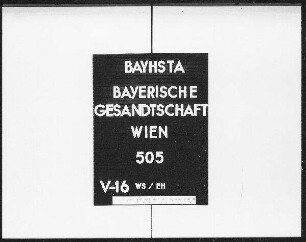 BAYHSTA
BAYERISCHE
GESANDTSCHAFT
WIEN
505
V-16 WS / EH